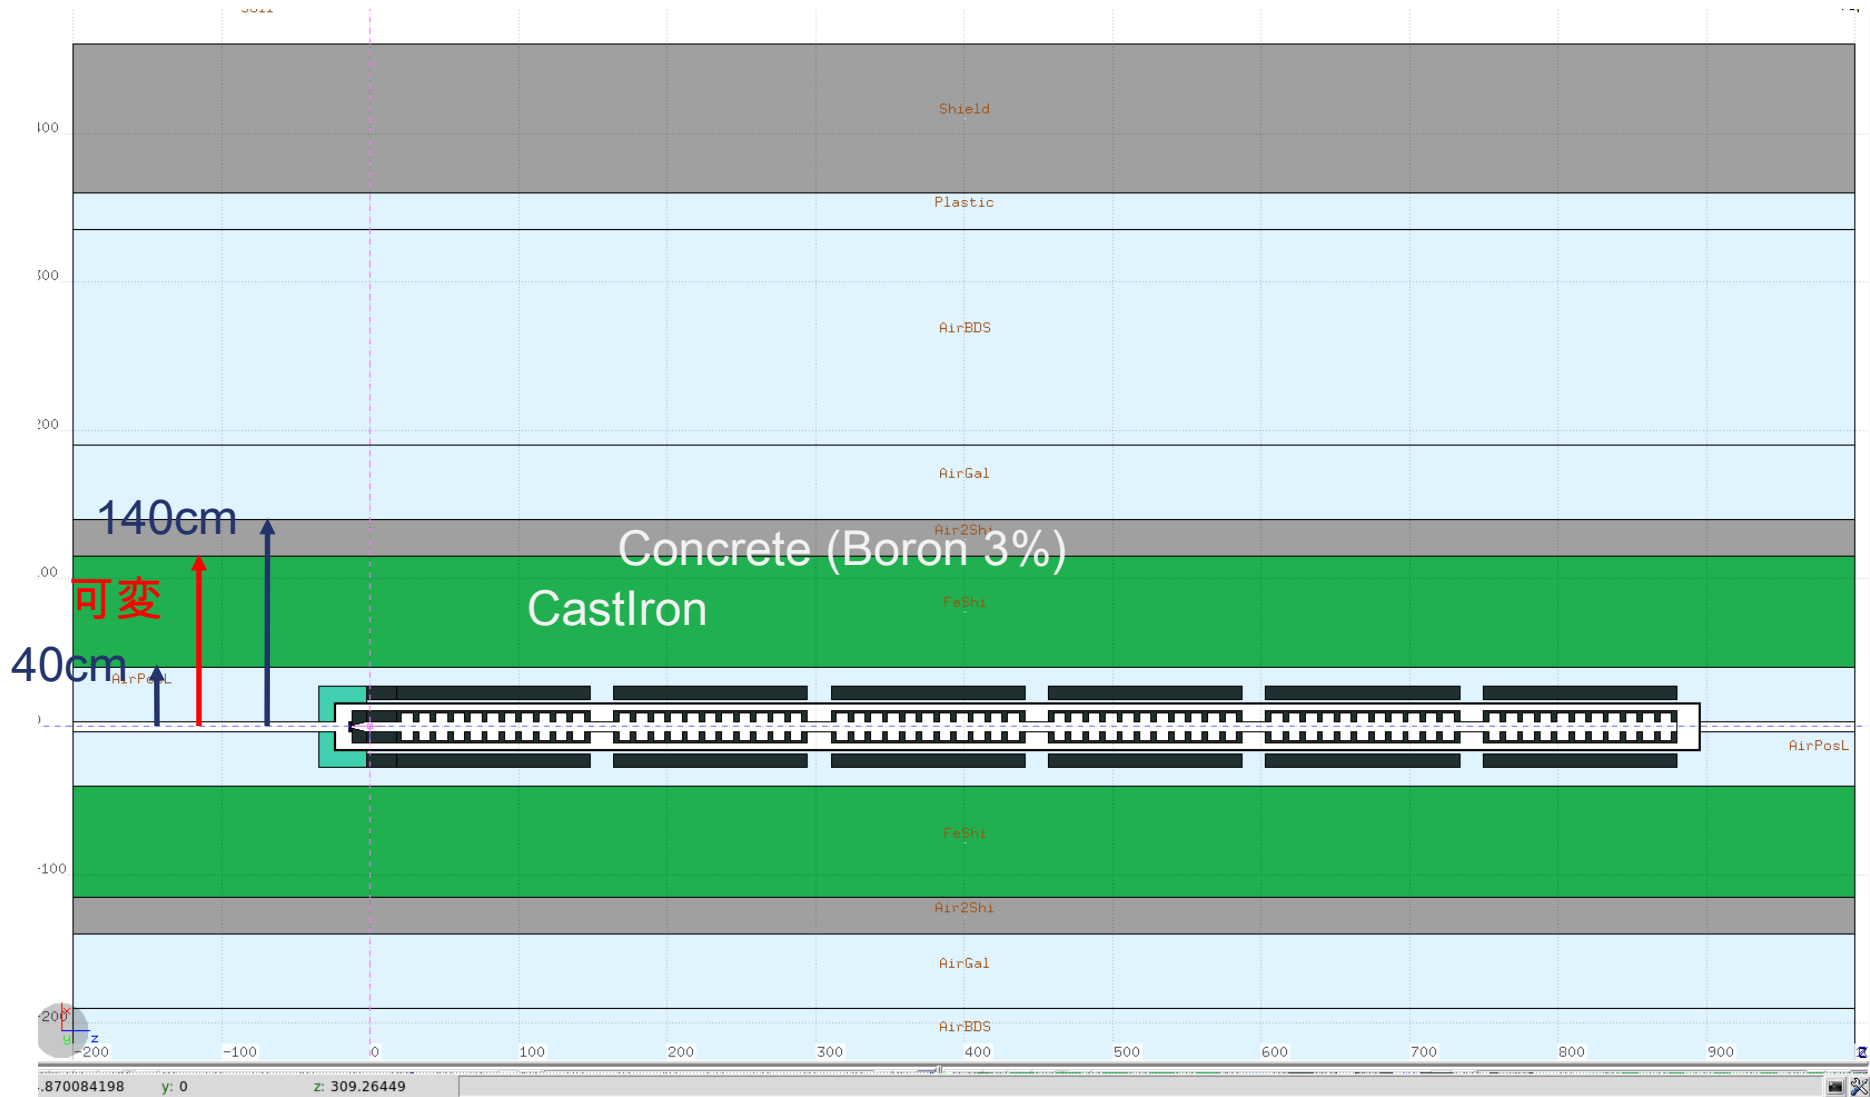 Shield
400
Plastic
300
AirBDS
200
AirGal
140cm
Air2Shi
Concrete (Boron 3%)
100
可変
FeShi
CastIron
40cm
AirPosL
0
AirPosL
FeShi
-100
Air2Shi
AirGal
-200
AirBDS
x
y
z
-200 -100 0 100 200 300 400 500 600 700 800 900
.870084198 y: 0 z: 309.26449